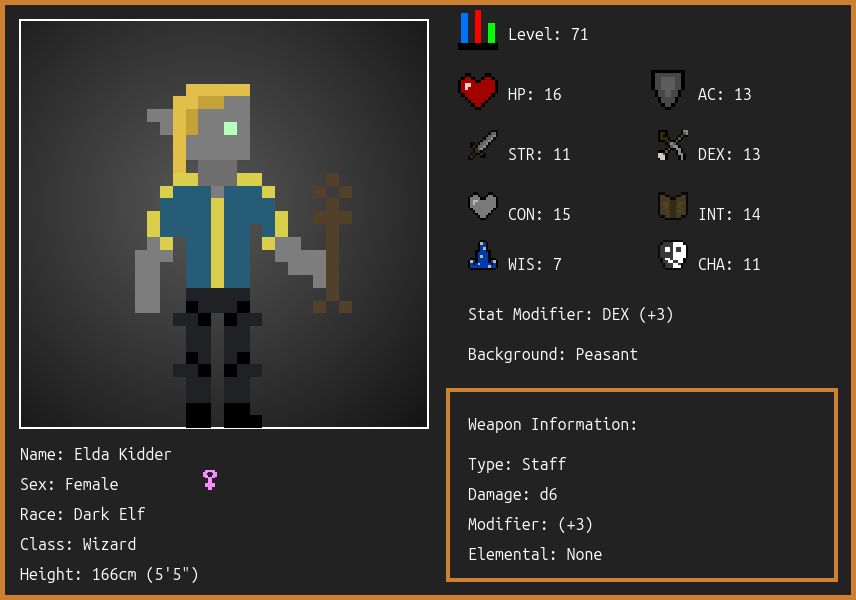 Level: 71
HP: 16
AC: 13
STR: 11
DEX: 13
CON: 15
INT: 14
WIS: 7
CHA: 11
Stat Modifier: DEX (+3)
Background: Peasant
Weapon Information:
Type: Staff
Damage: d6
Modifier: (+3)
Elemental: None
Name: Elda Kidder
Sex: Female
Race: Dark Elf
Class: Wizard
Height: 166cm (5'5")